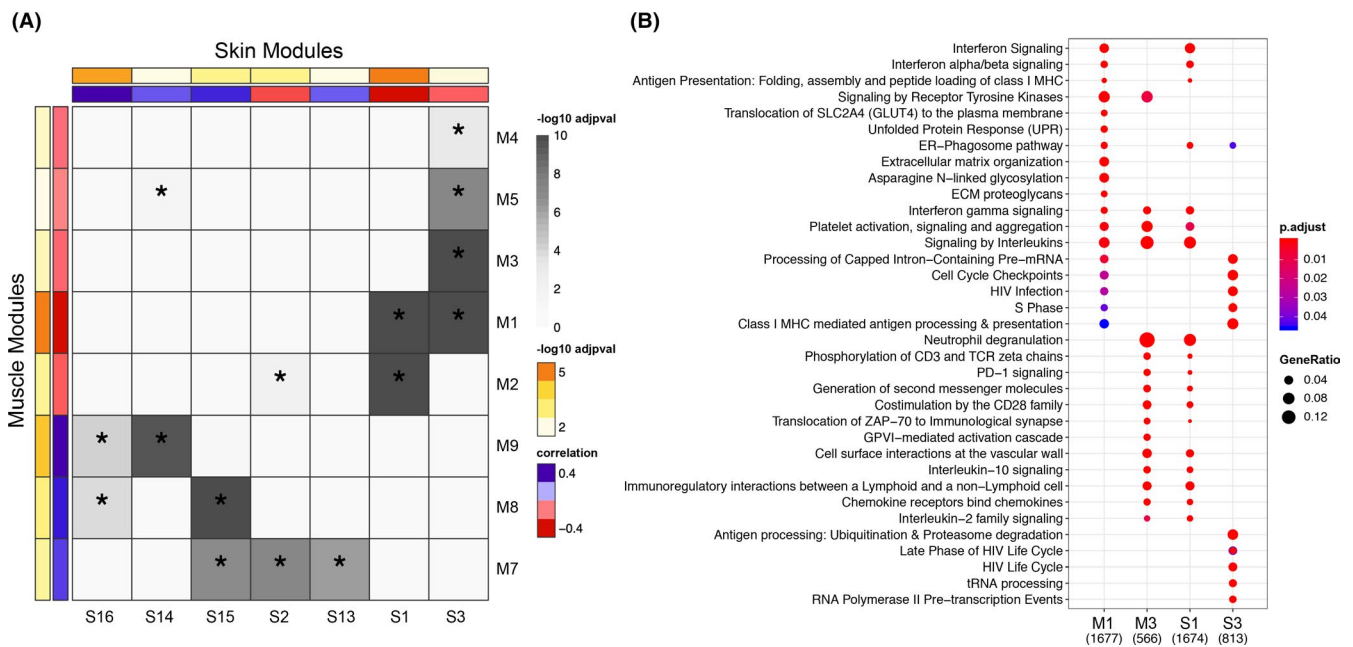 (A)
Skin Modules
Muscle Modules
M4
M5
*
*
*
M3
*
M1
*
*
M2
*
*
M9
*
*
M8
*
*
M7
*
*
*
S16
S14
S15
S2
S13
S1
S3
-log10 adjpval
10
8
6
4
2
0
-log10 adjpval
5
2
correlation
0.4
−0.4
(B)
Interferon Signaling
Interferon alpha/beta signaling
Antigen Presentation: Folding, assembly and peptide loading of class I MHC
Signaling by Receptor Tyrosine Kinases
Translocation of SLC2A4 (GLUT4) to the plasma membrane
Unfolded Protein Response (UPR)
ER−Phagosome pathway
Extracellular matrix organization
Asparagine N−linked glycosylation
ECM proteoglycans
Interferon gamma signaling
Platelet activation, signaling and aggregation
Signaling by Interleukins
Processing of Capped Intron−Containing Pre−mRNA
Cell Cycle Checkpoints
HIV Infection
S Phase
Class I MHC mediated antigen processing & presentation
Neutrophil degranulation
Phosphorylation of CD3 and TCR zeta chains
PD−1 signaling
Generation of second messenger molecules
Costimulation by the CD28 family
Translocation of ZAP−70 to Immunological synapse
GPVI−mediated activation cascade
Cell surface interactions at the vascular wall
Interleukin−10 signaling
Immunoregulatory interactions between a Lymphoid and a non−Lymphoid cell
Chemokine receptors bind chemokines
Interleukin−2 family signaling
Antigen processing: Ubiquitination & Proteasome degradation
Late Phase of HIV Life Cycle
HIV Life Cycle
tRNA processing
RNA Polymerase II Pre−transcription Events
M1
(1677)
M3
(566)
S1
(1674)
S3
(813)
p.adjust
0.01
0.02
0.03
0.04
GeneRatio
0.04
0.08
0.12